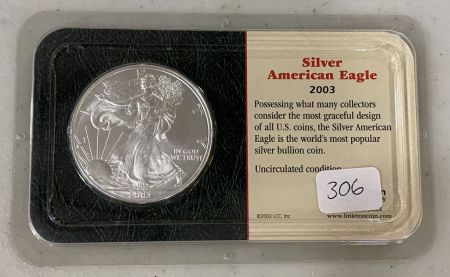 IN GOD
WE TRUST
2003
Silver
American Eagle
2003
Possessing what many collectors
consider the most graceful design
of all U.S. coins, the Silver American
Eagle is the world's most popular
silver bullion coin.
Uncirculated condition
306
©2003 LCC, Inc.
www.littletoncoin.com